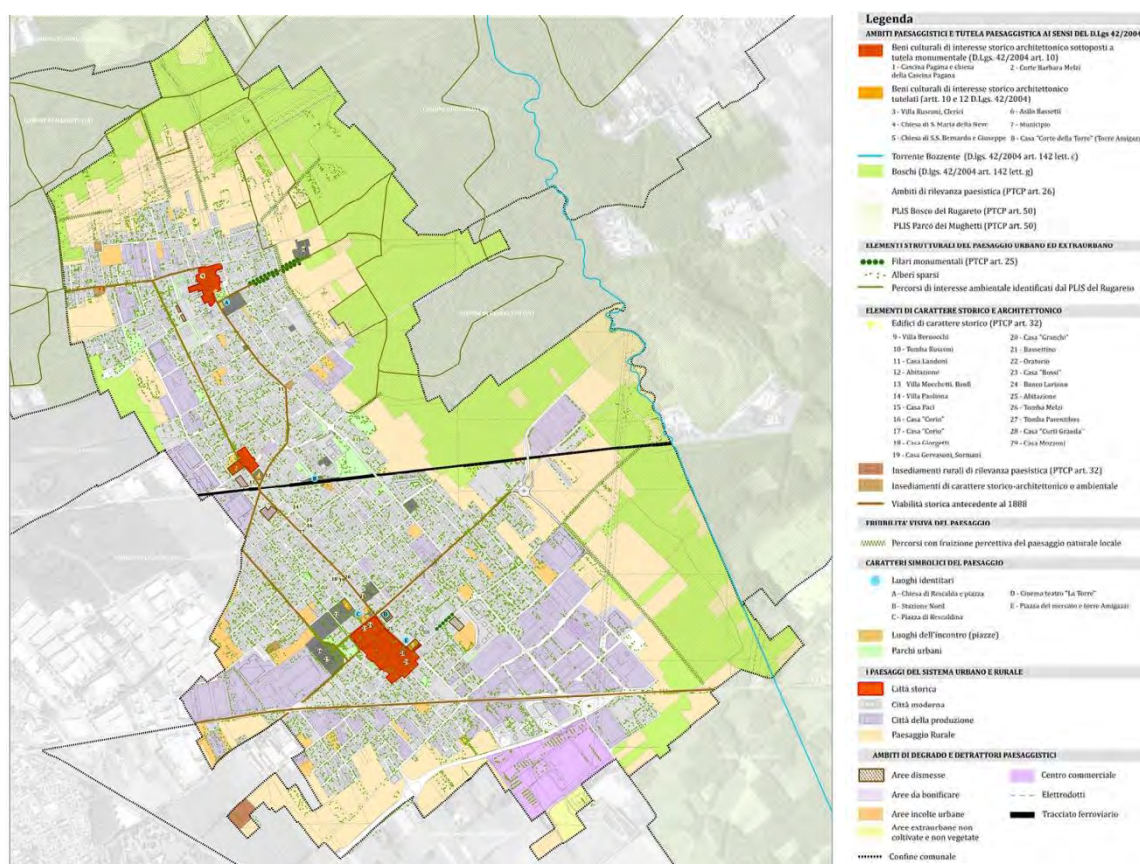 Legenda
AMBITI PAESAGGISTICI E TUTELA PAESAGGISTICA AI SENSI DEL D.Lgs 42/2004
Beni culturali di interesse storico architettonico sottoposti a
tutela monumentale (D.Lgs. 42/2004 art. 10)
1 - Cascina Pagana e chiesa
della Cascina Pagana
2 - Corte Barbara Melzi
Beni culturali di interesse storico architettonico
tutelati (artt. 10 e 12 D.Lgs. 42/2004)
3 - Villa Rusconi, Clerici
6 - Asilo Bassetti
4 - Chiesa di S. Maria della Neve
7 - Municipio
5 - Chiesa di S.S. Bernardo e Giuseppe
8 - Casa "Corte della Torre" (Torre Amigazzi
Torrente Bozzente (D.lgs. 42/2004 art. 142 lett. c)
Boschi (D.lgs. 42/2004 art. 142 lett. g)
Ambiti di rilevanza paesistica (PTCP art. 26)
PLIS Bosco del Rugareto (PTCP art. 50)
PLIS Parco dei Mughetti (PTCP art. 50)
ELEMENTI STRUTTURALI DEL PAESAGGIO URBANO ED EXTRAURBANO
Filari monumentali (PTCP art. 25)
Alberi sparsi
Percorsi di interesse ambientale identificati dal PLIS del Rugareto
ELEMENTI DI CARATTERE STORICO E ARCHITETTONICO
Edifici di carattere storico (PTCP art. 32)
9 - Villa Bernocchi
20 - Casa "Granchi"
10 - Tomba Rusconi
21 - Bassettino
11 - Casa Landoni
22 - Oratorio
12 - Abitazione
23 - Casa "Bossi"
13 Villa Mocchetti,
24 - Banco Lariano
14 - Villa Paolina
25 - Abitazione
15 - Casa Paci
26 - Tomba Melzi
16 - Casa "Cerio"
27 - Tomba
17 - Casa "Cerio"
28 - Casa "Corti Granda"
18 - Casa Giorgetti
29 - Casa Mozzoni
19 - Casa Gervasoni, Sormani
Insediamenti rurali di rilevanza paesistica (PTCP art. 32)
Insediamenti di carattere storico-architettonico o ambientale
Viabilità storica antecedente al 1888
FRUIBILITA' VISIVA DEL PAESAGGIO
Percorsi con fruizione percettiva del paesaggio naturale locale
CARATTERI SIMBOLICI DEL PAESAGGIO
Luoghi identitari
A - Chiesa di Rescalda e piazza
D - Cinema teatro "La Torre"
B - Stazione Nord
E - Piazza del mercato e torre Amigazzi
C - Piazza di Rescaldina
Luoghi dell'incontro (piazze)
Parchi urbani
I PAESAGGI DEL SISTEMA URBANO E RURALE
Città storica
Città moderna
Città della produzione
Paesaggio Rurale
AMBITI DI DEGRADO E DETRATTORI PAESAGGISTICI
Aree dismesse
Centro commerciale
Aree da bonificare
Elettrodotti
Aree incolte urbane
Tracciato ferroviario
Aree extraurbane non
coltivate e non vegetate
Confine comunale